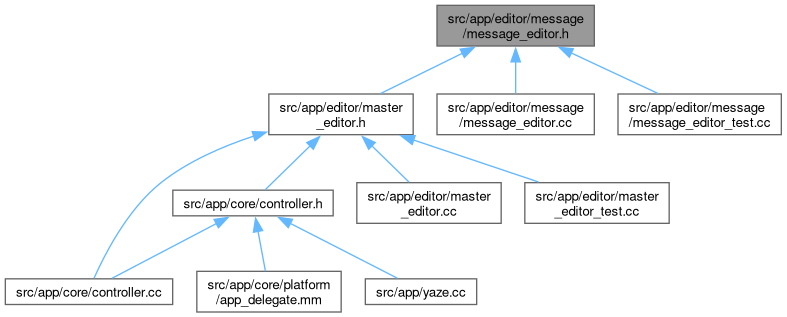 src/app/editor/message
/message_editor.h
src/app/editor/master
_editor.h
src/app/editor/message
/message_editor.cc
src/app/editor/message
/message_editor_test.cc
src/app/core/controller.h
src/app/editor/master
_editor.cc
src/app/editor/master
_editor_test.cc
src/app/core/controller.cc
src/app/core/platform
/app_delegate.mm
src/app/yaze.cc